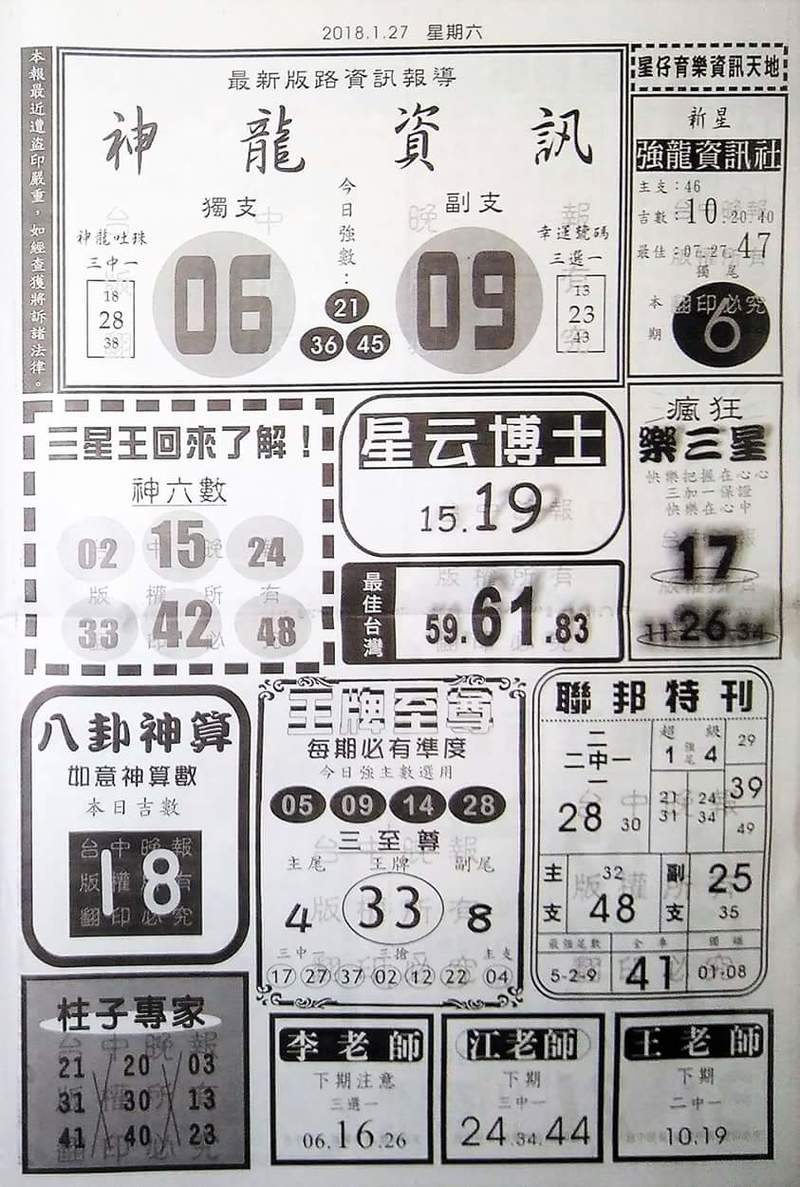 2018.1.27 星期六
本報最近遭盜印嚴重，如經查獲將訴諸法律。
最新版路資訊報導
神龍資訊
今日強數：
21
36 45
獨支
06
神龍吐珠
三中一
18
28
38
副支
09
幸運號碼
三選一
13
23
43
星仔育樂資訊天地
新星
強龍資訊社
主支：46
吉數：10.20.40
最佳：07.27.47
獨尾
本期
6
三星王回來了解！
神六數
02 15 24
33 42 48
星云博士
15.19
最佳台灣
59.61.83
瘋狂
樂三星
快樂把握在心心
三加一保證
快樂在心中
17
11.26.34
八卦神算
如意神算數
本日吉數
18
台中晚報
版權所有
翻印必究
王牌至尊
每期必有準度
今日強主數選用
05 09 14 28
三至尊
主尾 王牌 副尾
4 33 8
三中一 三搶 主支
17 27 37 02 12 22 04
聯邦特刊
二
二中一
一
28 30
超級
1 強尾 4
21 24
31 34
29
39
49
主支
32
48
副支
25
35
最強尾數 全車 獨碰
5-2-9 41 01.08
柱子專家
21 20 03
31 30 13
41 40 23
李老師
下期注意
三選一
06.16.26
江老師
下期
三中一
24.34.44
王老師
下期
二中一
10.19